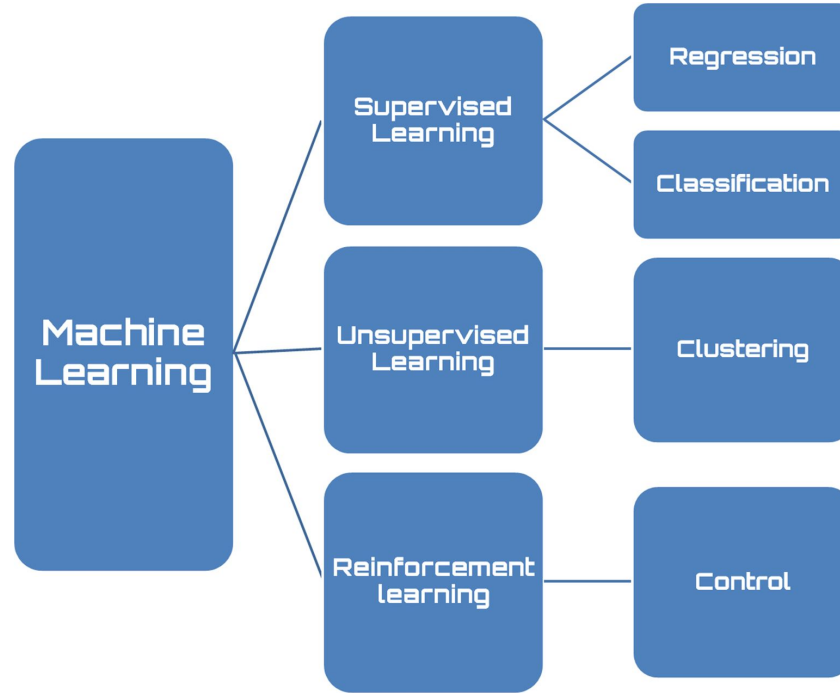 Machine
Learning
Supervised
Learning
Regression
Classification
Unsupervised
Learning
Clustering
Reinforcement
learning
Control